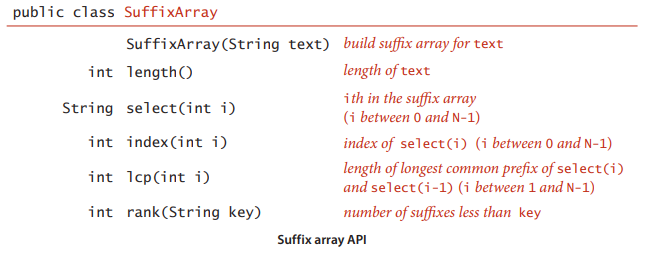 public class SuffixArray
SuffixArray(String text) build suffix array for text
int length() length of text
String select(int i) ith in the suffix array
(i between 0 and N-1)
int index(int i) index of select(i) (i between 0 and N-1)
int lcp(int i) length of longest common prefix of select(i)
and select(i-1) (i between 1 and N-1)
int rank(String key) number of suffixes less than key
Suffix array API